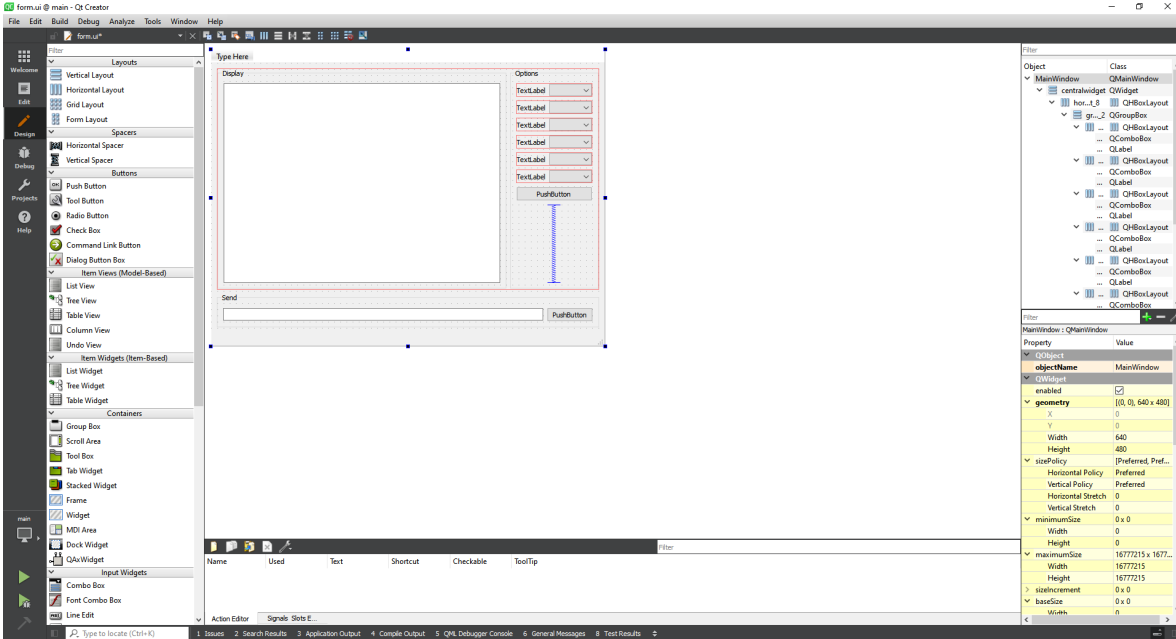 form.ui @ main - Qt Creator
File Edit Build Debug Analyze Tools Window Help
form.ui*
Welcome
Edit
Design
Debug
Projects
Help
main
Filter
Layouts
Vertical Layout
Horizontal Layout
Grid Layout
Form Layout
Spacers
Horizontal Spacer
Vertical Spacer
Buttons
Push Button
Tool Button
Radio Button
Check Box
Command Link Button
Dialog Button Box
Item Views (Model-Based)
List View
Tree View
Table View
Column View
Undo View
Item Widgets (Item-Based)
List Widget
Tree Widget
Table Widget
Containers
Group Box
Scroll Area
Tool Box
Tab Widget
Stacked Widget
Frame
Widget
MDI Area
Dock Widget
QAxWidget
Input Widgets
Combo Box
Font Combo Box
Line Edit
Type Here
Display
Options
TextLabel
TextLabel
TextLabel
TextLabel
TextLabel
TextLabel
PushButton
Send
PushButton
Filter
Name Used Text Shortcut Checkable ToolTip
Action Editor Signals Slots E...
Filter
Object Class
MainWindow QMainWindow
centralwidget QWidget
hor...t_8 QHBoxLayout
gr..._2 QGroupBox
... QHBoxLayout
... QComboBox
... QLabel
... QHBoxLayout
... QComboBox
... QLabel
... QHBoxLayout
... QComboBox
... QLabel
... QHBoxLayout
... QComboBox
... QLabel
... QHBoxLayout
... QComboBox
... QLabel
... QHBoxLayout
... QComboBox
Filter
MainWindow : QMainWindow
Property Value
QObject
objectName MainWindow
QWidget
enabled
geometry [(0, 0), 640 x 480]
X 0
Y 0
Width 640
Height 480
sizePolicy [Preferred, Pref...
Horizontal Policy Preferred
Vertical Policy Preferred
Horizontal Stretch 0
Vertical Stretch 0
minimumSize 0 x 0
Width 0
Height 0
maximumSize 16777215 x 1677...
Width 16777215
Height 16777215
sizeIncrement 0 x 0
baseSize 0 x 0
Width 0
Type to locate (Ctrl+K) 1 Issues 2 Search Results 3 Application Output 4 Compile Output 5 QML Debugger Console 6 General Messages 8 Test Results